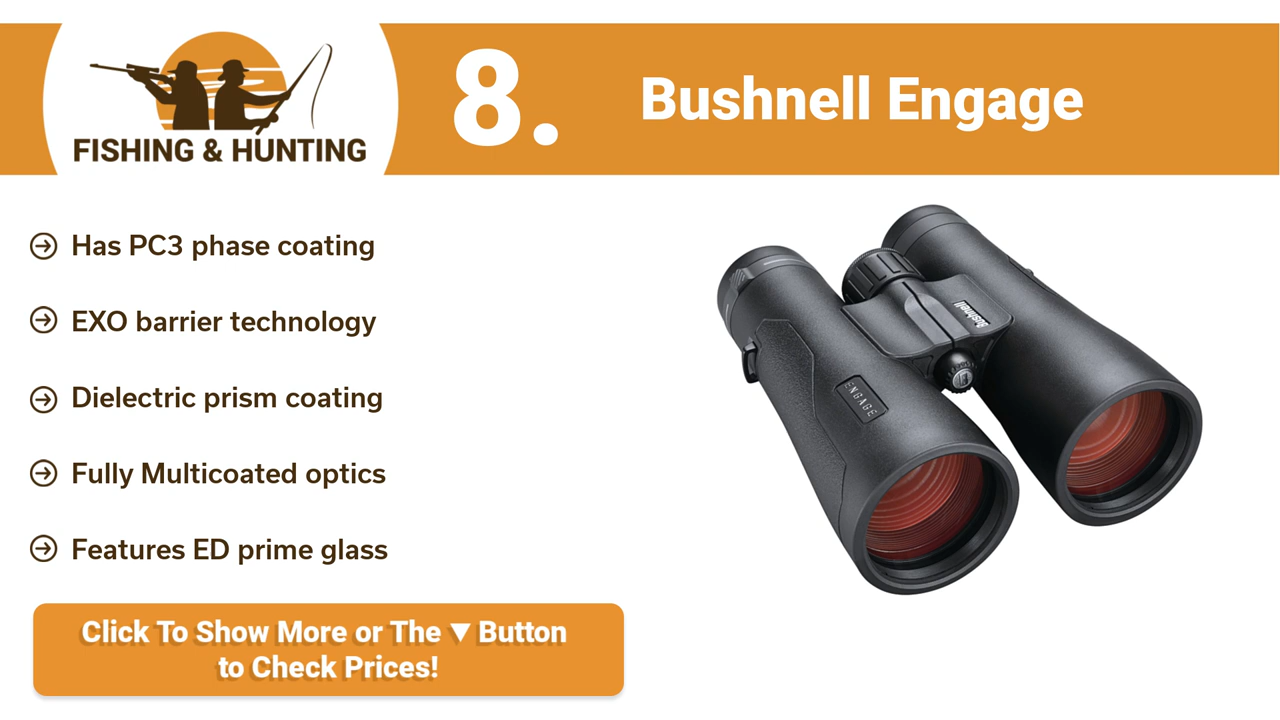 FISHING & HUNTING
8.
Bushnell Engage
Has PC3 phase coating
EXO barrier technology
Dielectric prism coating
Fully Multicoated optics
Features ED prime glass
Click To Show More or The ▼ Button
to Check Prices!
Bushnell
ENGAGE